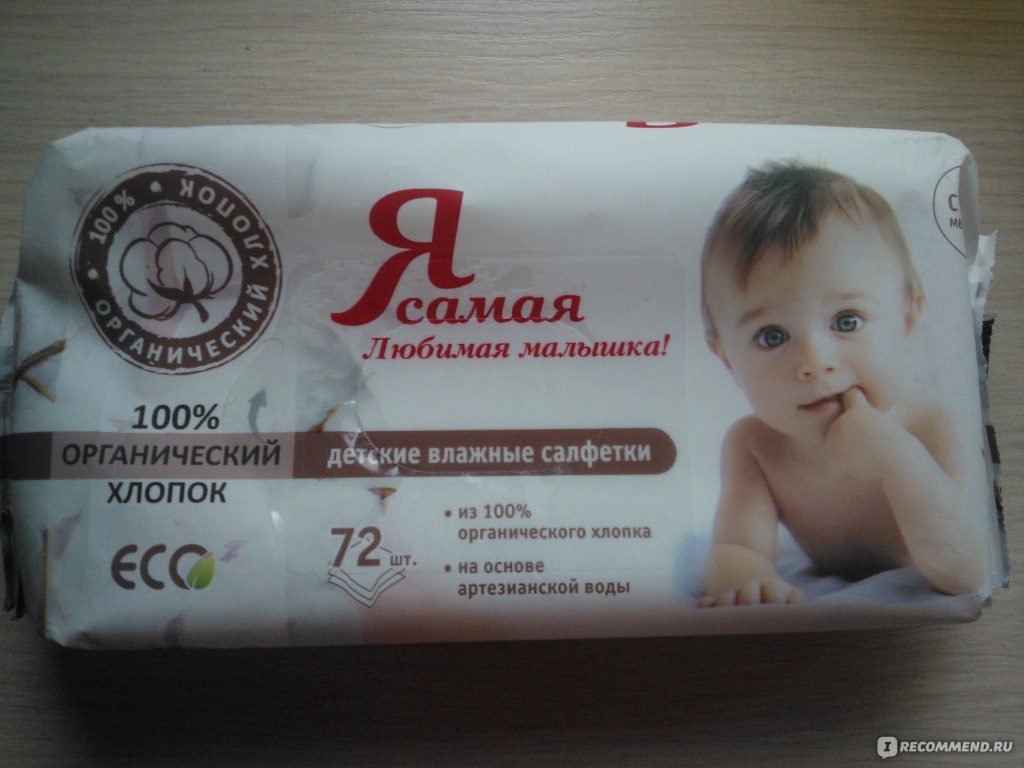 100% • ХЛОПОК •
ОРГАНИЧЕСКИЙ
Я
самая
Любимая малышка!
100%
ОРГАНИЧЕСКИЙ
ХЛОПОК
детские влажные салфетки
ECO
72 шт.
• из 100%
органического хлопка
• на основе
артезианской воды
IRECOMMEND.RU